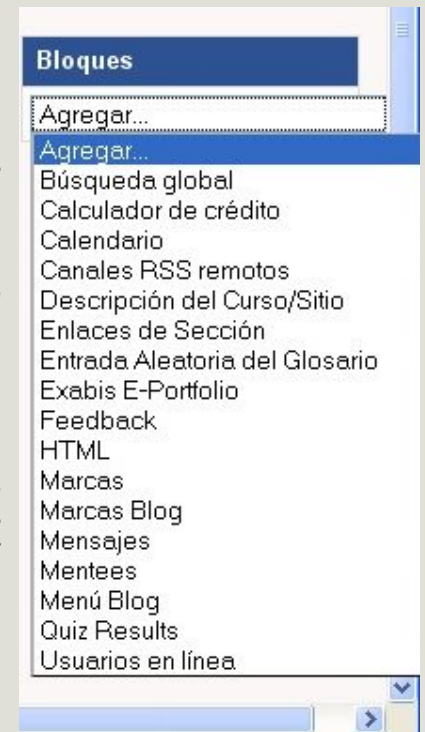 Bloques
Agregar...
Agregar...
Búsqueda global
Calculador de crédito
Calendario
Canales RSS remotos
Descripción del Curso/Sitio
Enlaces de Sección
Entrada Aleatoria del Glosario
Exabis E-Portfolio
Feedback
HTML
Marcas
Marcas Blog
Mensajes
Mentees
Menú Blog
Quiz Results
Usuarios en línea